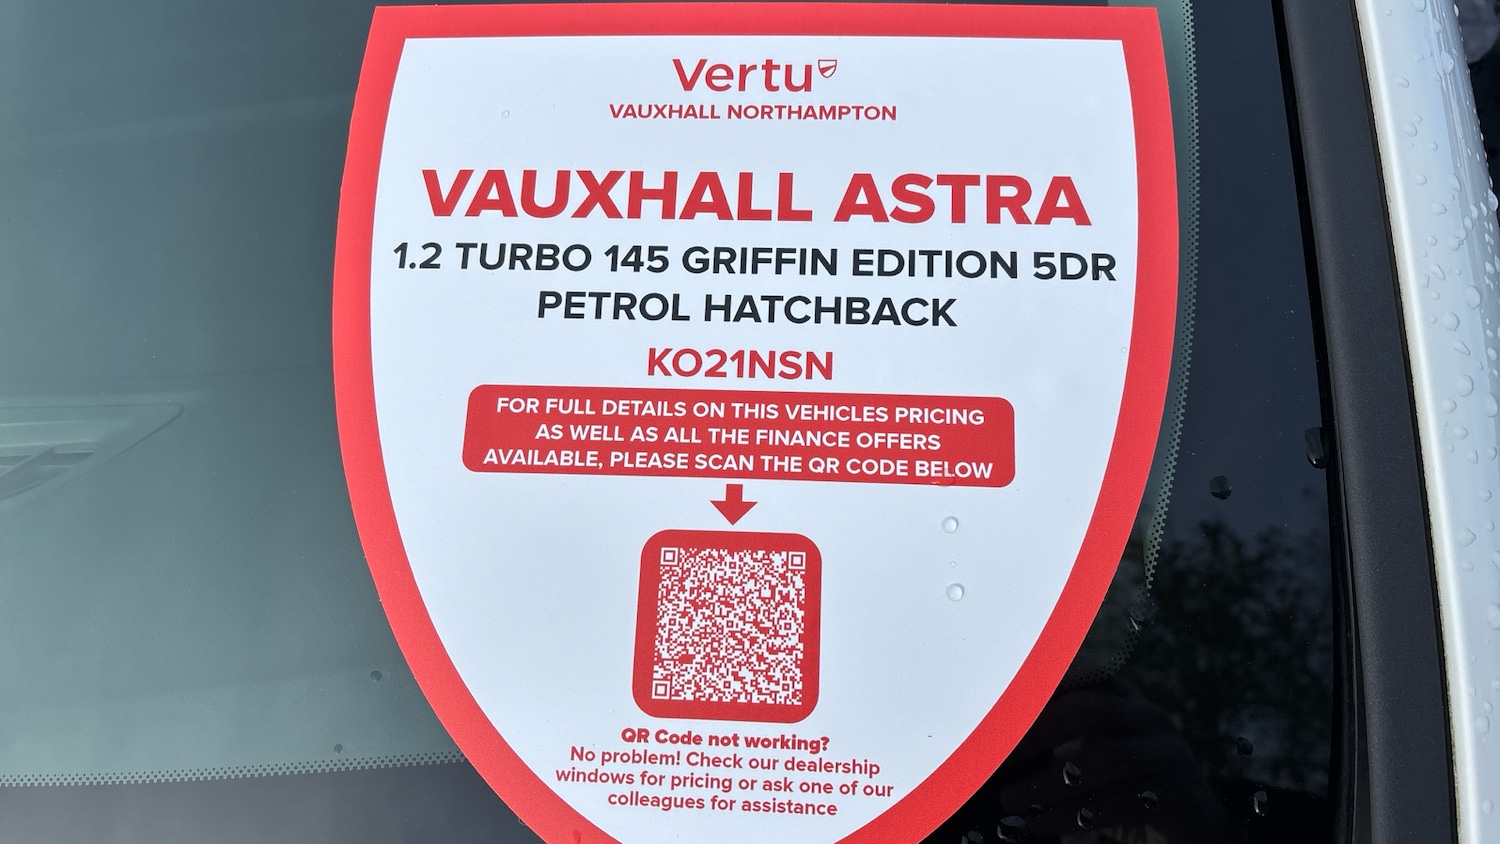 Vertu
VAUXHALL NORTHAMPTON
VAUXHALL ASTRA
1.2 TURBO 145 GRIFFIN EDITION 5DR
PETROL HATCHBACK
KO21NSN
FOR FULL DETAILS ON THIS VEHICLES PRICING
AS WELL AS ALL THE FINANCE OFFERS
AVAILABLE, PLEASE SCAN THE QR CODE BELOW
QR Code not working?
No problem! Check our dealership
windows for pricing or ask one of our
colleagues for assistance